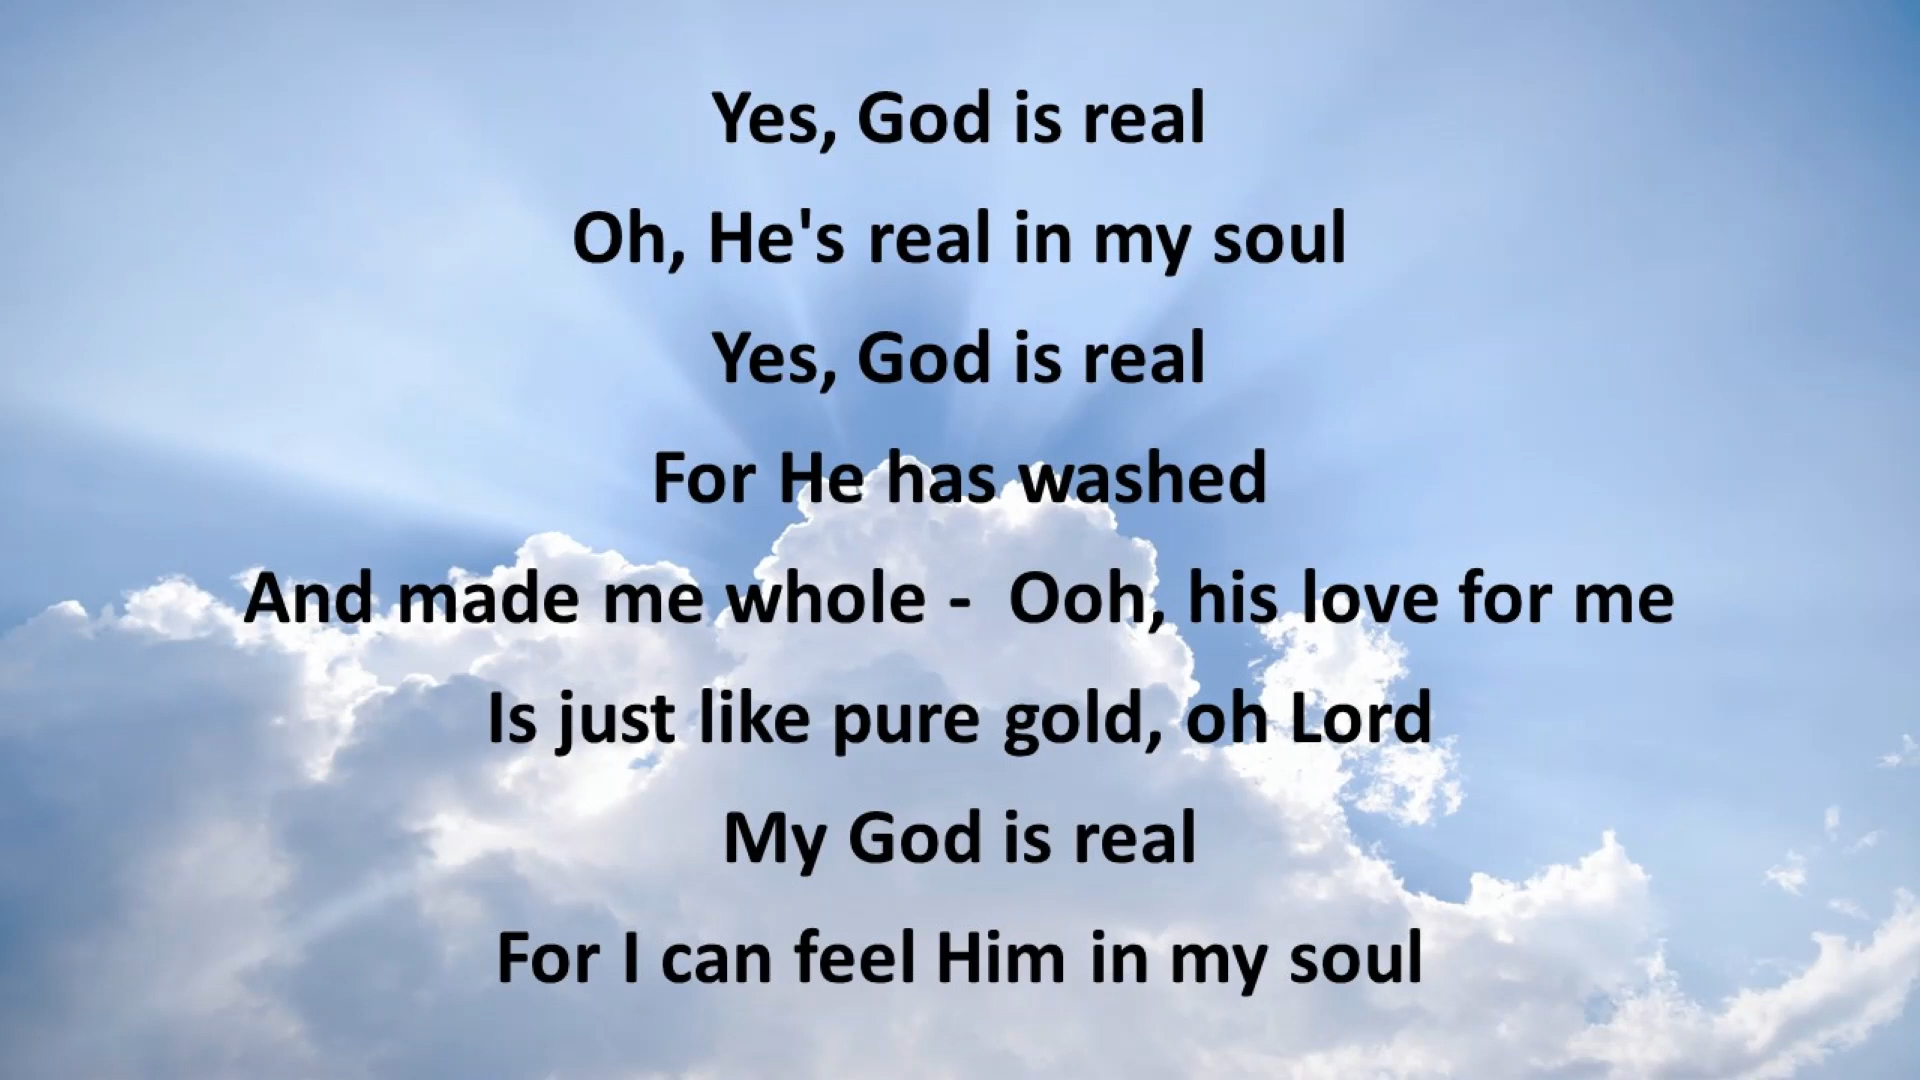 Yes, God is real
Oh, He's real in my soul
Yes, God is real
For He has washed
And made me whole -  Ooh, his love for me
Is just like pure gold, oh Lord
My God is real
For I can feel Him in my soul